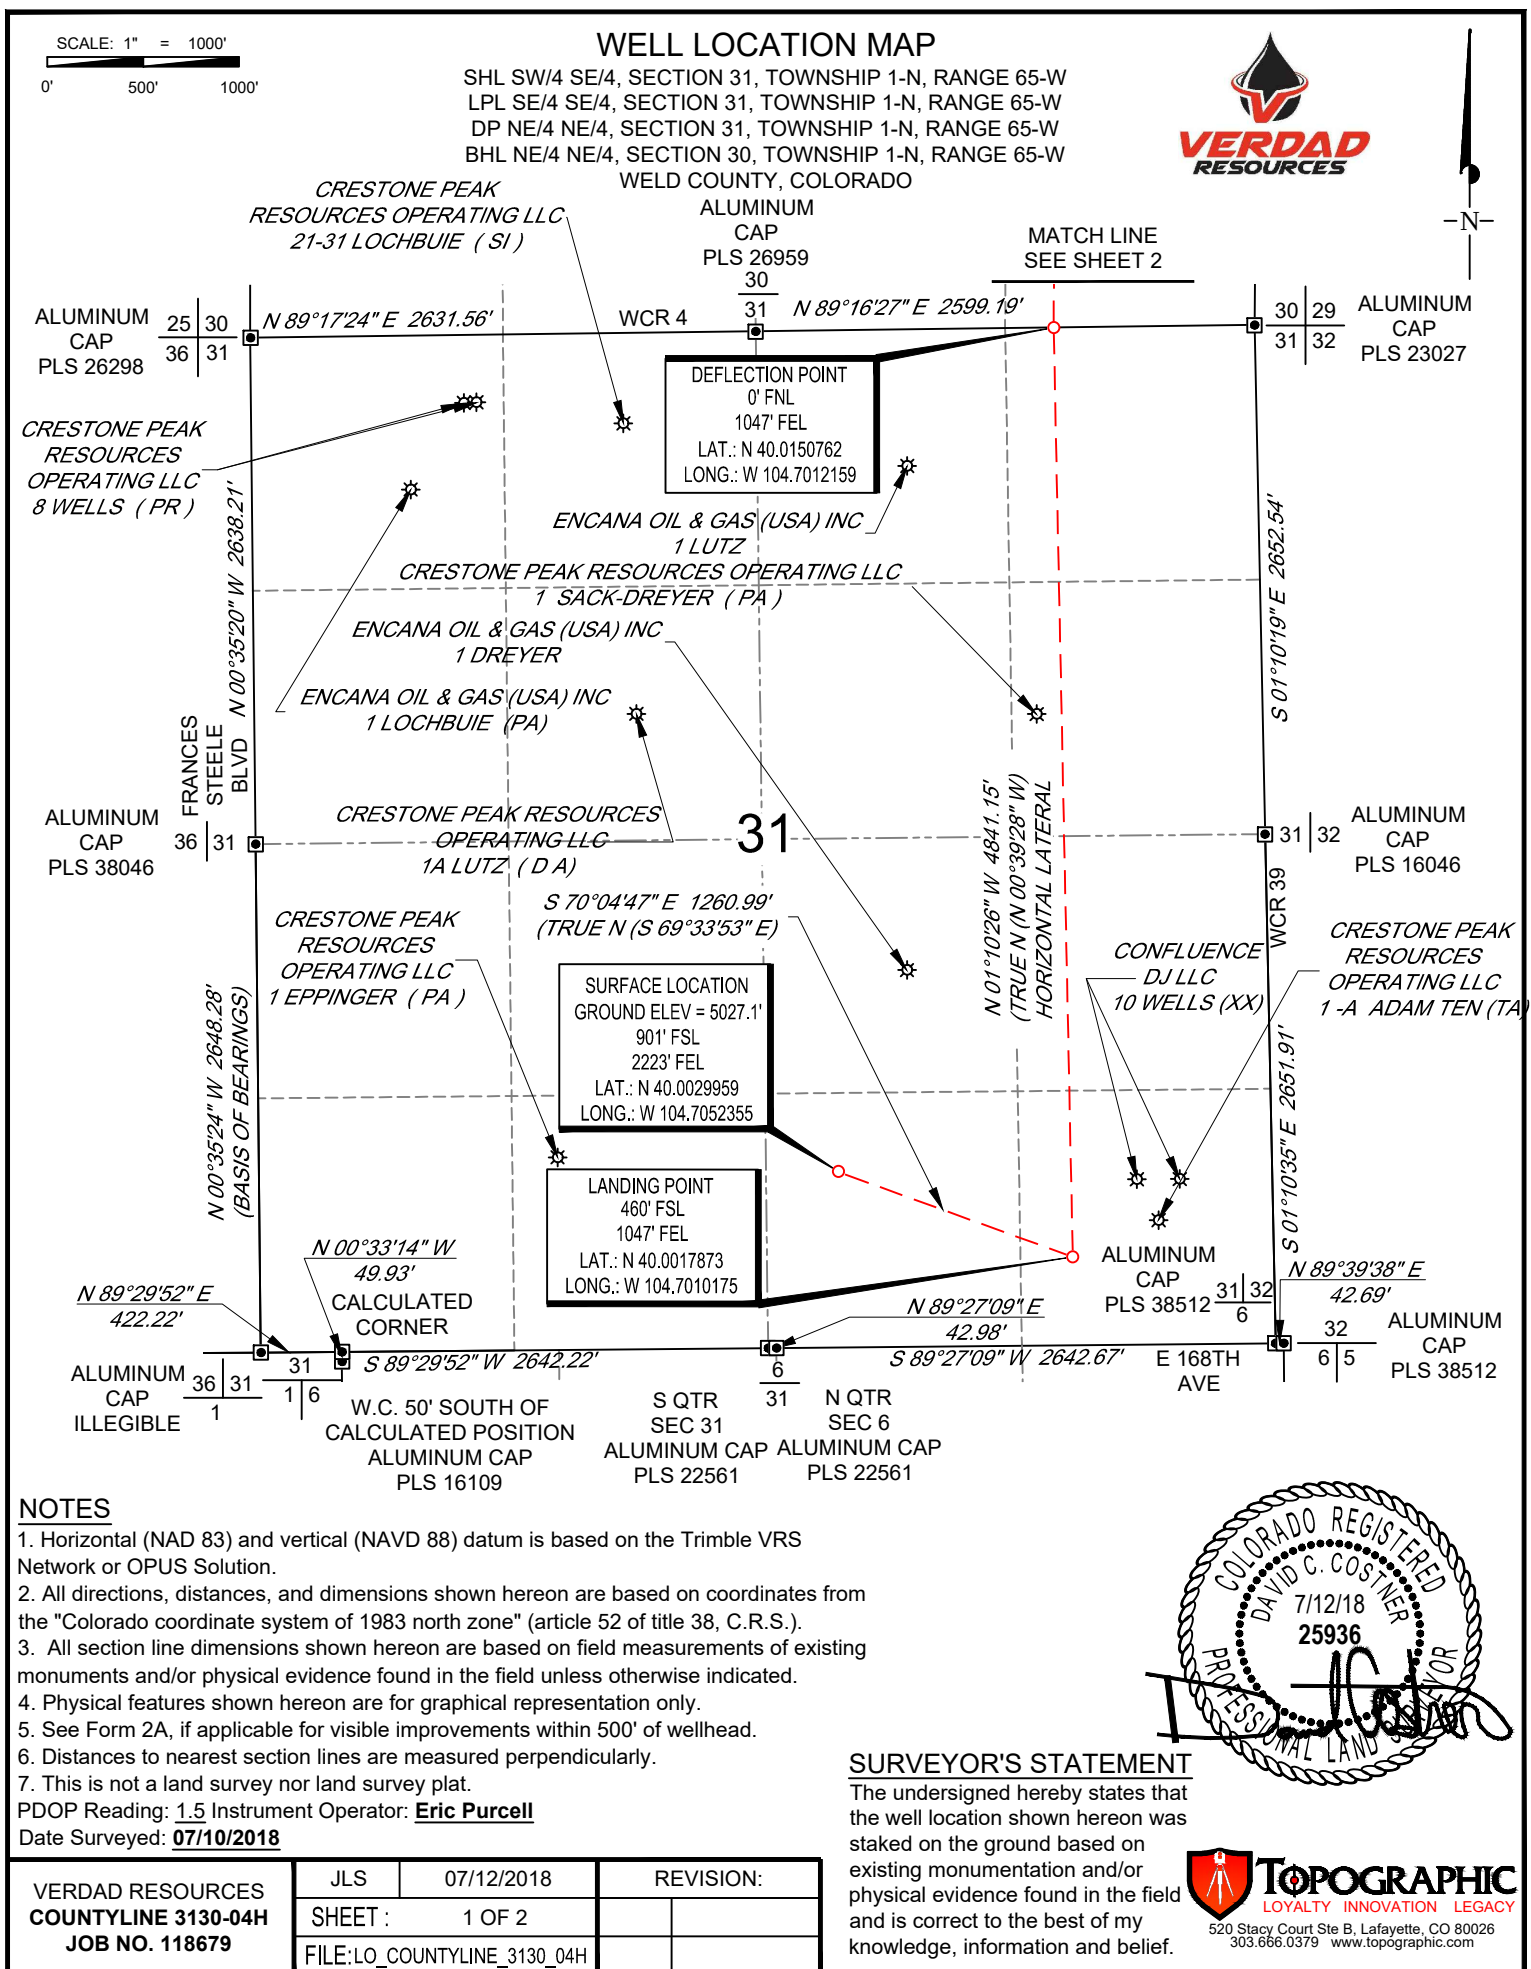 SCALE: 1" = 1000'
0' 500' 1000'
WELL LOCATION MAP
SHL SW/4 SE/4, SECTION 31, TOWNSHIP 1-N, RANGE 65-W
LPL SE/4 SE/4, SECTION 31, TOWNSHIP 1-N, RANGE 65-W
DP NE/4 NE/4, SECTION 31, TOWNSHIP 1-N, RANGE 65-W
BHL NE/4 NE/4, SECTION 30, TOWNSHIP 1-N, RANGE 65-W
WELD COUNTY, COLORADO
VERDAD
RESOURCES
-N-
CRESTONE PEAK
RESOURCES OPERATING LLC
21-31 LOCHBUIE ( SI )
ALUMINUM
CAP
PLS 26959
30
31
MATCH LINE
SEE SHEET 2
ALUMINUM
CAP
PLS 26298
25 30
36 31
N 89°17'24" E 2631.56'
WCR 4
N 89°16'27" E 2599.19'
30 29
31 32
ALUMINUM
CAP
PLS 23027
DEFLECTION POINT
0' FNL
1047' FEL
LAT.: N 40.0150762
LONG.: W 104.7012159
CRESTONE PEAK
RESOURCES
OPERATING LLC
8 WELLS ( PR )
N 00°35'20" W 2638.21'
ENCANA OIL & GAS (USA) INC
1 LUTZ
CRESTONE PEAK RESOURCES OPERATING LLC
1 SACK-DREYER ( PA )
S 01°10'19" E 2652.54'
ENCANA OIL & GAS (USA) INC
1 DREYER
ENCANA OIL & GAS (USA) INC
1 LOCHBUIE (PA)
FRANCES
STEELE
BLVD
ALUMINUM
CAP
PLS 38046
36 31
CRESTONE PEAK RESOURCES
OPERATING LLC
1A LUTZ ( D A )
31
N 01°10'26" W 4841.15'
(TRUE N (N 00°39'28" W)
HORIZONTAL LATERAL
31 32
ALUMINUM
CAP
PLS 16046
WCR 39
S 70°04'47" E 1260.99'
(TRUE N (S 69°33'53" E)
CRESTONE PEAK
RESOURCES
OPERATING LLC
1 EPPINGER ( PA )
CONFLUENCE
DJ LLC
10 WELLS (XX)
CRESTONE PEAK
RESOURCES
OPERATING LLC
1 -A ADAM TEN (TA)
SURFACE LOCATION
GROUND ELEV = 5027.1'
901' FSL
2223' FEL
LAT.: N 40.0029959
LONG.: W 104.7052355
N 00°35'24" W 2648.28'
(BASIS OF BEARINGS)
S 01°10'35" E 2651.91'
LANDING POINT
460' FSL
1047' FEL
LAT.: N 40.0017873
LONG.: W 104.7010175
N 00°33'14" W
49.93'
CALCULATED
CORNER
N 89°29'52" E
422.22'
ALUMINUM
CAP
PLS 38512
31 32
6
N 89°39'38" E
42.69'
N 89°27'09" E
42.98'
S 89°29'52" W 2642.22'
S 89°27'09" W 2642.67'
E 168TH
AVE
32
6 5
ALUMINUM
CAP
PLS 38512
ALUMINUM
CAP
ILLEGIBLE
36 31
1
31
1 6
W.C. 50' SOUTH OF
CALCULATED POSITION
ALUMINUM CAP
PLS 16109
6
31
S QTR
SEC 31
ALUMINUM CAP
PLS 22561
N QTR
SEC 6
ALUMINUM CAP
PLS 22561
NOTES
1. Horizontal (NAD 83) and vertical (NAVD 88) datum is based on the Trimble VRS
Network or OPUS Solution.
2. All directions, distances, and dimensions shown hereon are based on coordinates from
the "Colorado coordinate system of 1983 north zone" (article 52 of title 38, C.R.S.).
3. All section line dimensions shown hereon are based on field measurements of existing
monuments and/or physical evidence found in the field unless otherwise indicated.
4. Physical features shown hereon are for graphical representation only.
5. See Form 2A, if applicable for visible improvements within 500' of wellhead.
6. Distances to nearest section lines are measured perpendicularly.
7. This is not a land survey nor land survey plat.
PDOP Reading: 1.5 Instrument Operator: Eric Purcell
Date Surveyed: 07/10/2018
COLORADO REGISTERED
DAVID C. COSTNER
7/12/18
25936
PROFESSIONAL LAND SURVEYOR
SURVEYOR'S STATEMENT
The undersigned hereby states that
the well location shown hereon was
staked on the ground based on
existing monumentation and/or
physical evidence found in the field
and is correct to the best of my
knowledge, information and belief.
VERDAD RESOURCES
COUNTYLINE 3130-04H
JOB NO. 118679
JLS 07/12/2018
SHEET : 1 OF 2
FILE:LO_COUNTYLINE_3130_04H
REVISION:
TOPOGRAPHIC
LOYALTY INNOVATION LEGACY
520 Stacy Court Ste B, Lafayette, CO 80026
303.666.0379 www.topographic.com